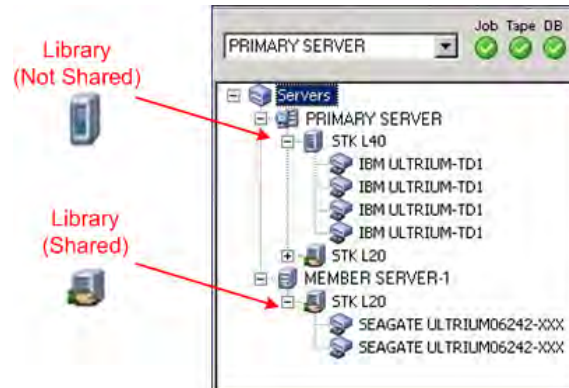 Library
(Not Shared)
Library
(Shared)
PRIMARY SERVER
Job Tape DB
Servers
PRIMARY SERVER
STK L40
IBM ULTRIUM-TD1
IBM ULTRIUM-TD1
IBM ULTRIUM-TD1
IBM ULTRIUM-TD1
STK L20
MEMBER SERVER-1
STK L20
SEAGATE ULTRIUM06242-XXX
SEAGATE ULTRIUM06242-XXX